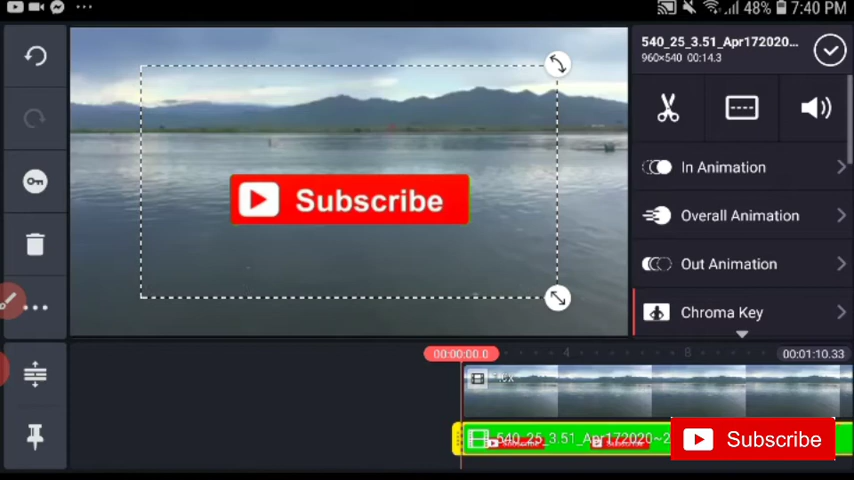 48% 7:40 PM
540_25_3.51_Apr172020...
960×540 00:14.3
In Animation
Overall Animation
Out Animation
Chroma Key
Subscribe
00:00:00.0 4 8 00:01:10.33
540_25_3.51_Apr172020~2
Subscribe